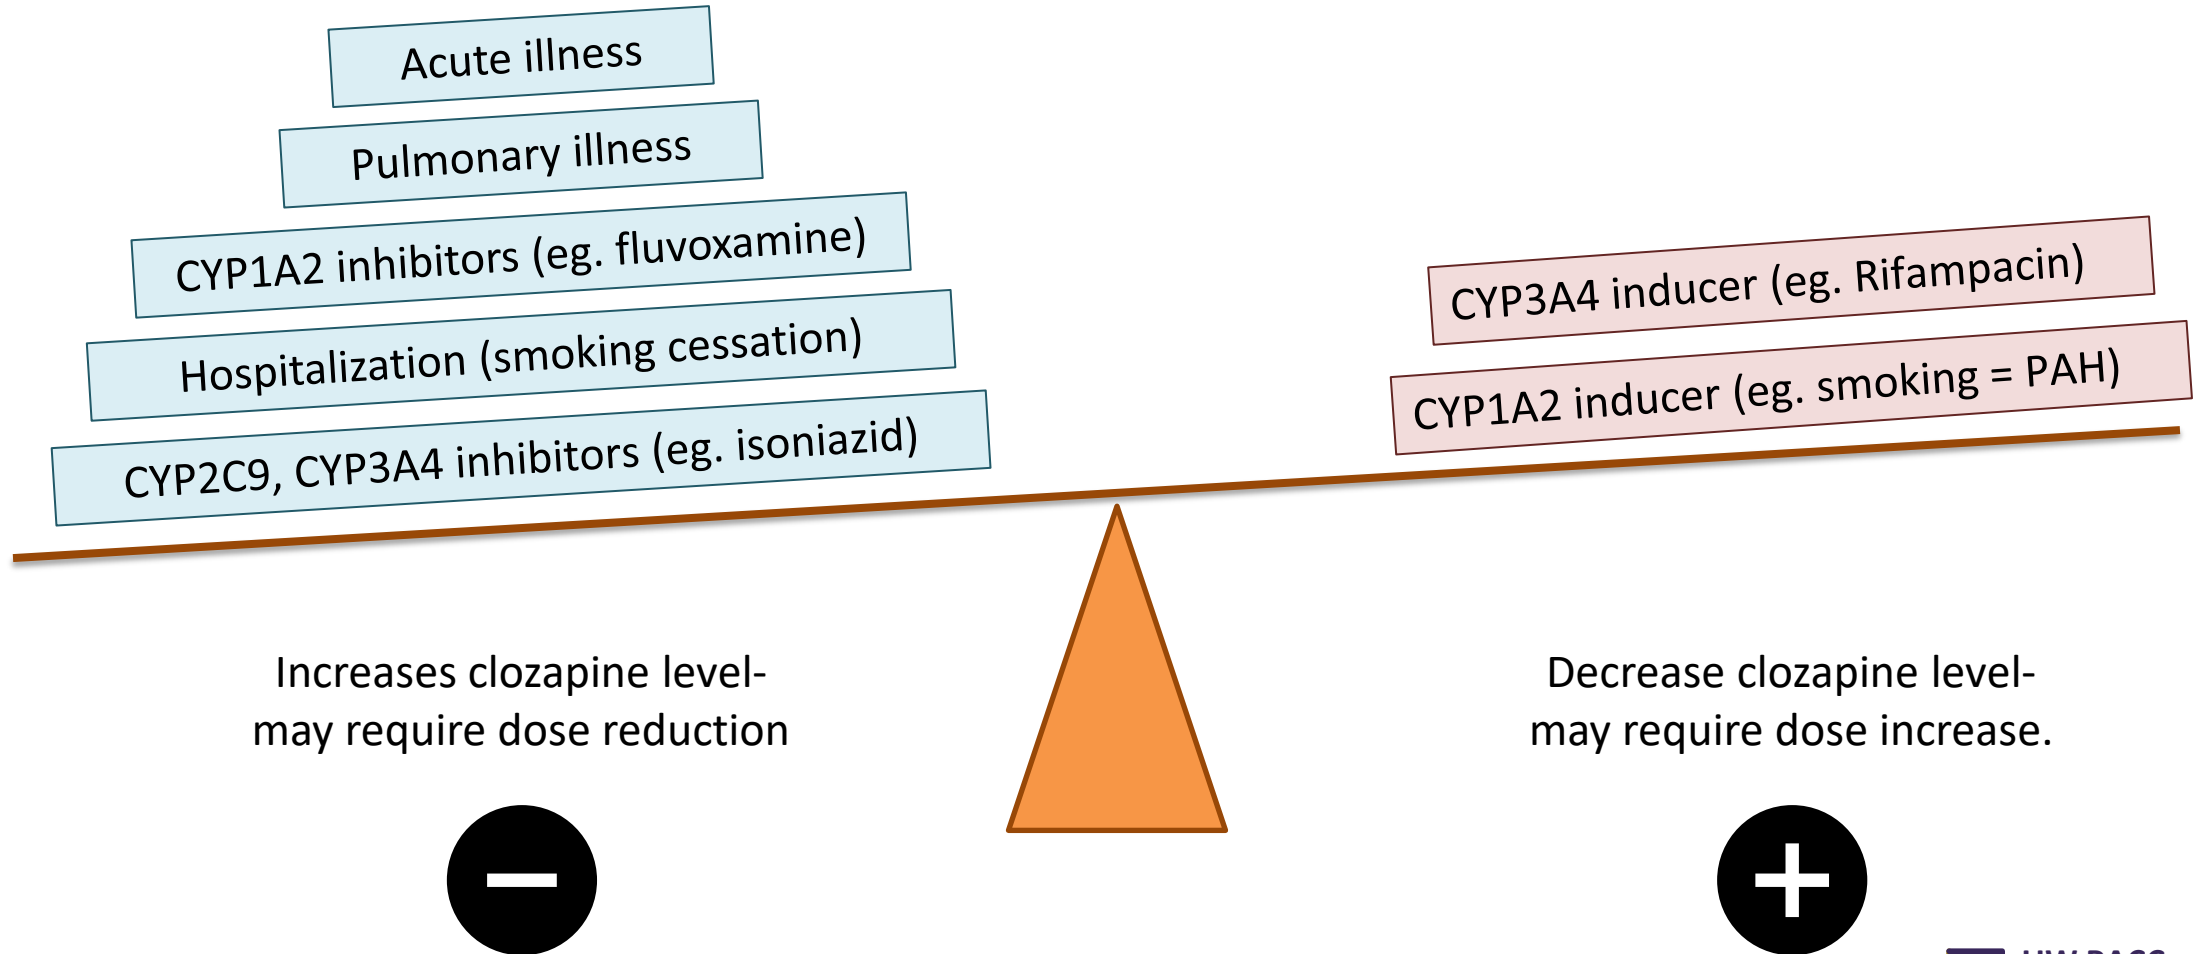 Acute illness
Pulmonary illness
CYP1A2 inhibitors (eg. fluvoxamine)
Hospitalization (smoking cessation)
CYP2C9, CYP3A4 inhibitors (eg. isoniazid)
CYP3A4 inducer (eg. Rifampacin)
CYP1A2 inducer (eg. smoking = PAH)
Increases clozapine level-
may require dose reduction
Decrease clozapine level-
may require dose increase.
UW PACC